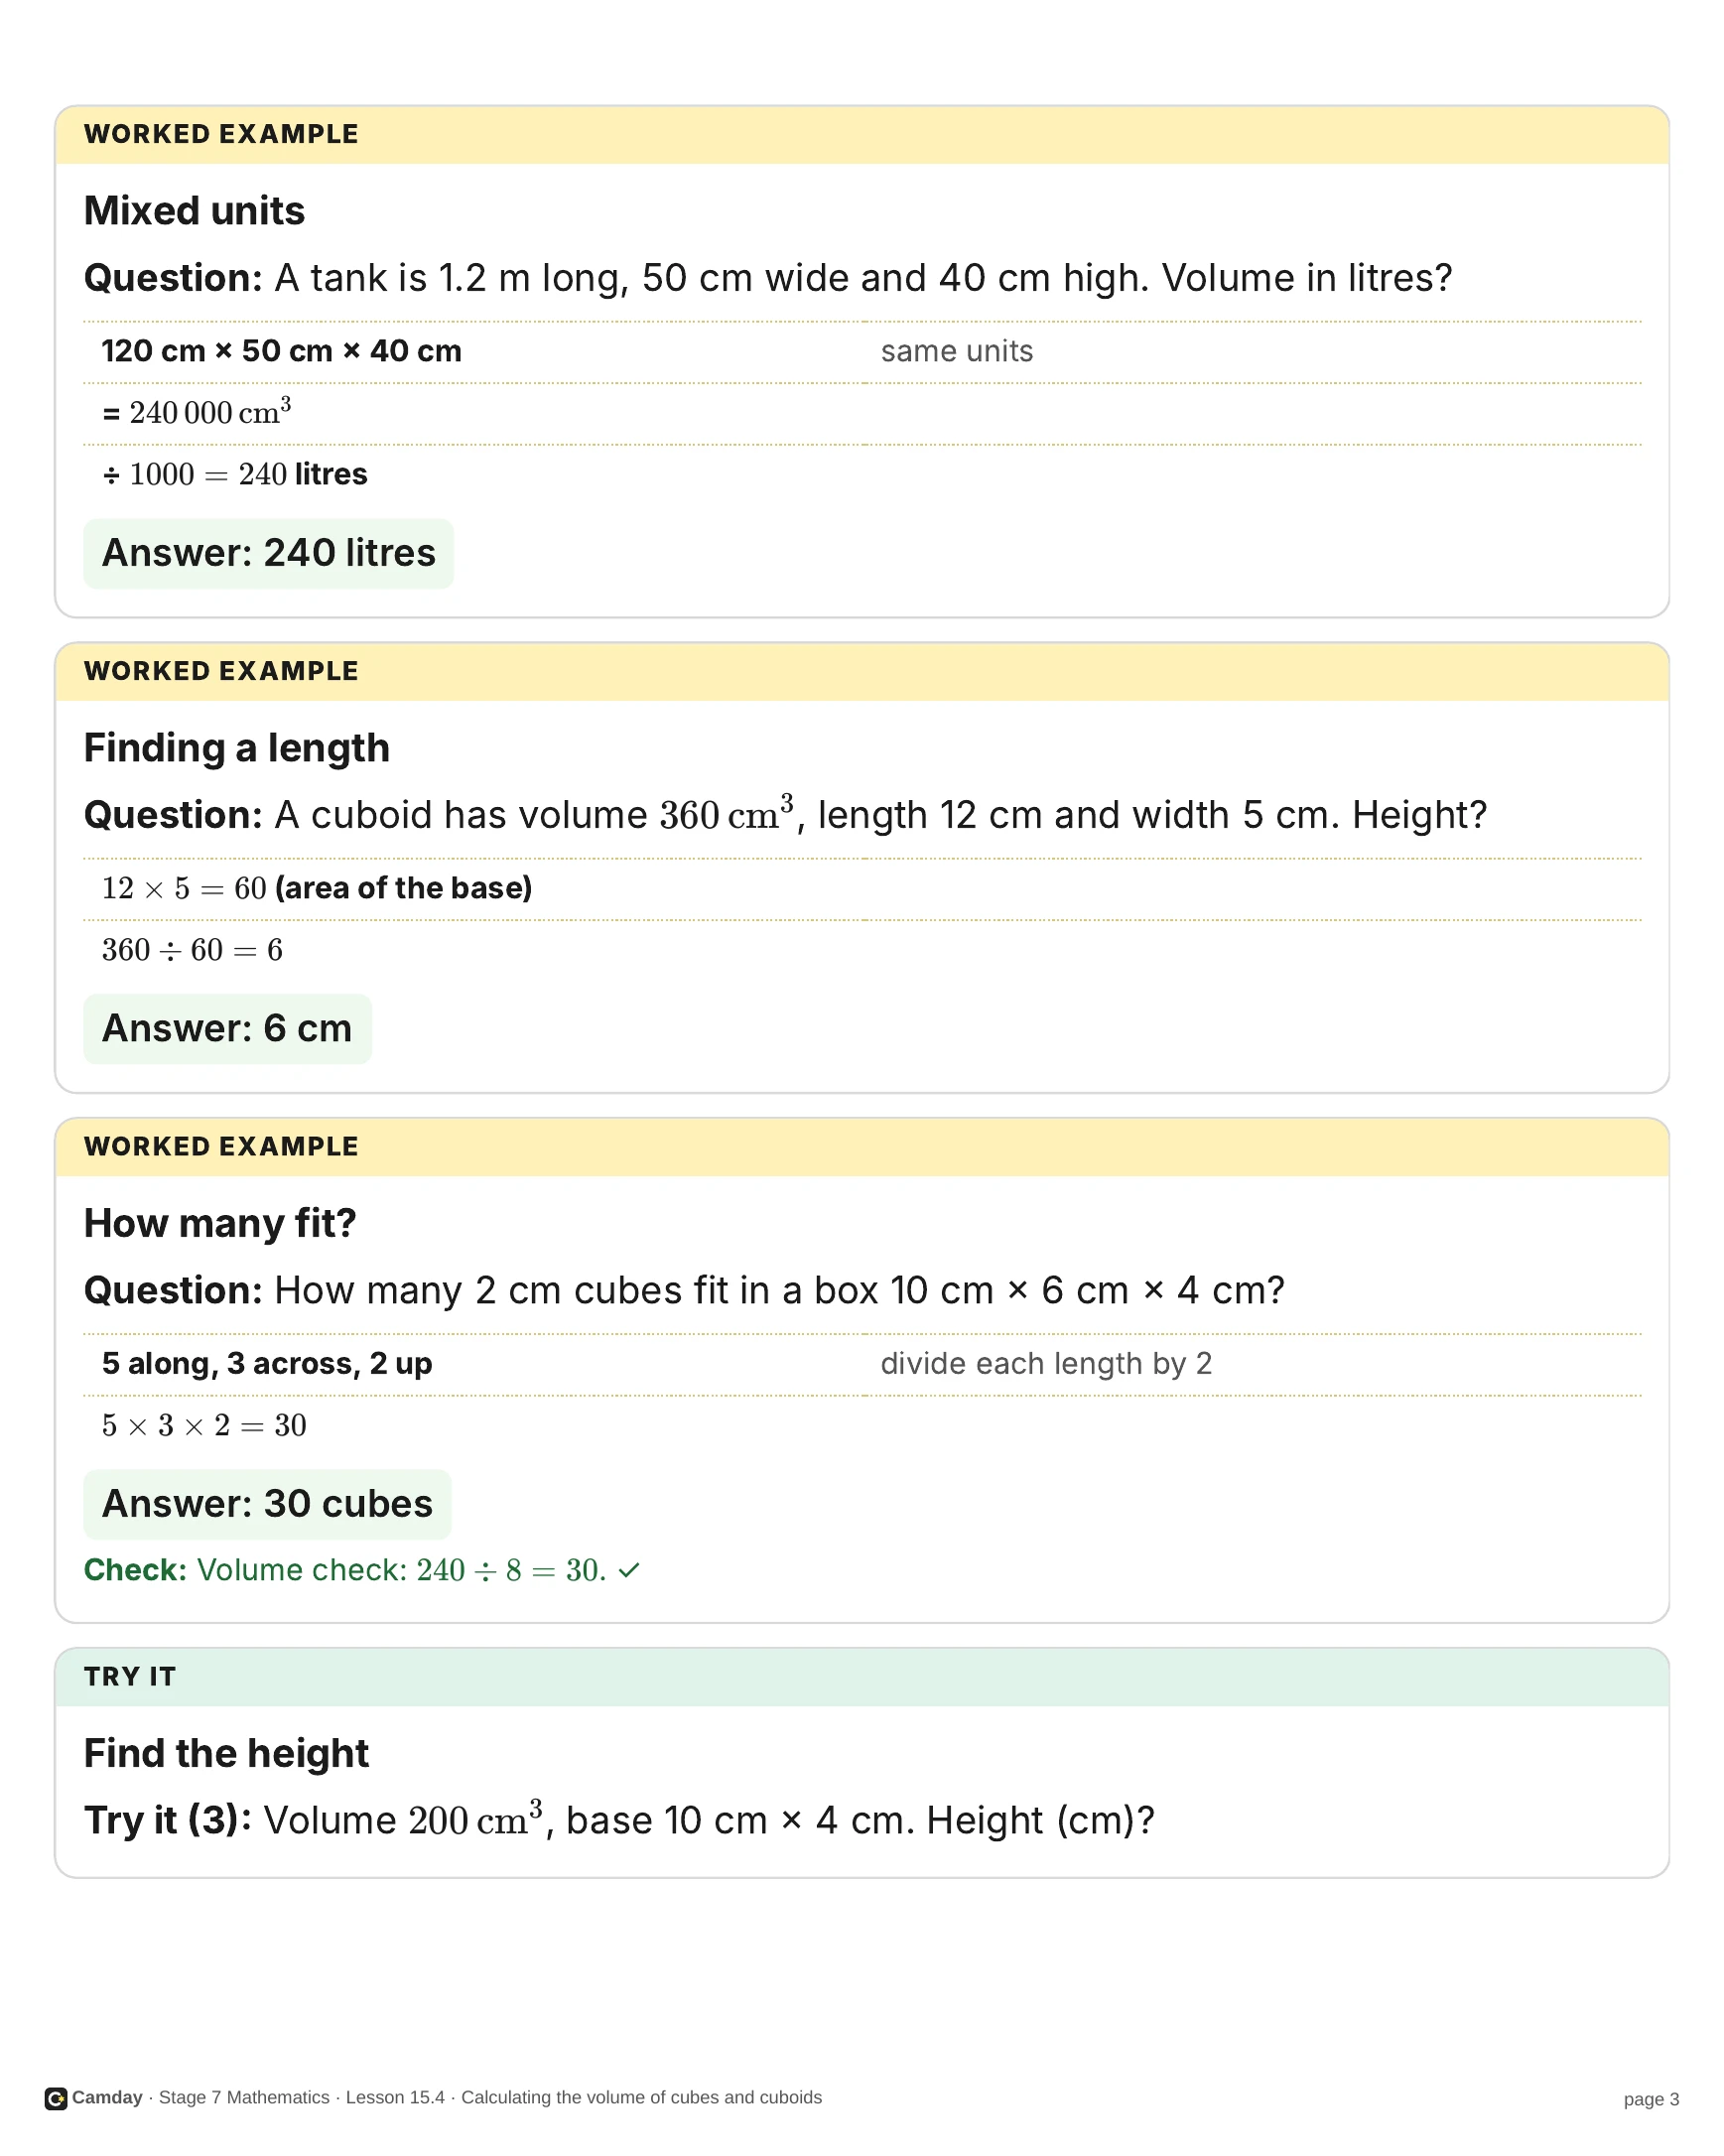 WORKED EXAMPLE
Mixed units
Question: A tank is 1.2 m long, 50 cm wide and 40 cm high. Volume in litres?
120 cm × 50 cm × 40 cm same units
= 240 000 cm³
÷ 1000 = 240 litres
Answer: 240 litres
WORKED EXAMPLE
Finding a length
Question: A cuboid has volume 360 cm³, length 12 cm and width 5 cm. Height?
12 × 5 = 60 (area of the base)
360 ÷ 60 = 6
Answer: 6 cm
WORKED EXAMPLE
How many fit?
Question: How many 2 cm cubes fit in a box 10 cm × 6 cm × 4 cm?
5 along, 3 across, 2 up divide each length by 2
5 × 3 × 2 = 30
Answer: 30 cubes
Check: Volume check: 240 ÷ 8 = 30. ✓
TRY IT
Find the height
Try it (3): Volume 200 cm³, base 10 cm × 4 cm. Height (cm)?
Camday · Stage 7 Mathematics · Lesson 15.4 · Calculating the volume of cubes and cuboids page 3